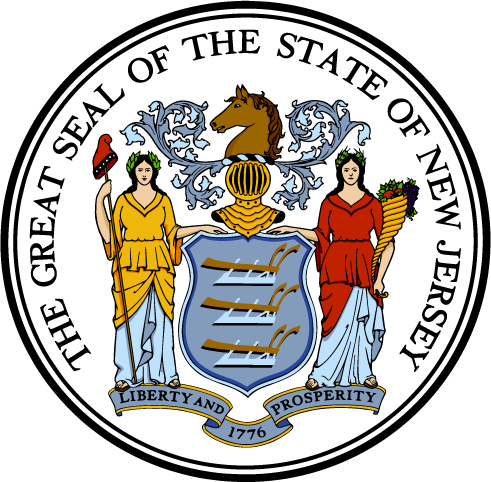 THE GREAT SEAL OF THE STATE OF NEW JERSEY
LIBERTY AND PROSPERITY
1776